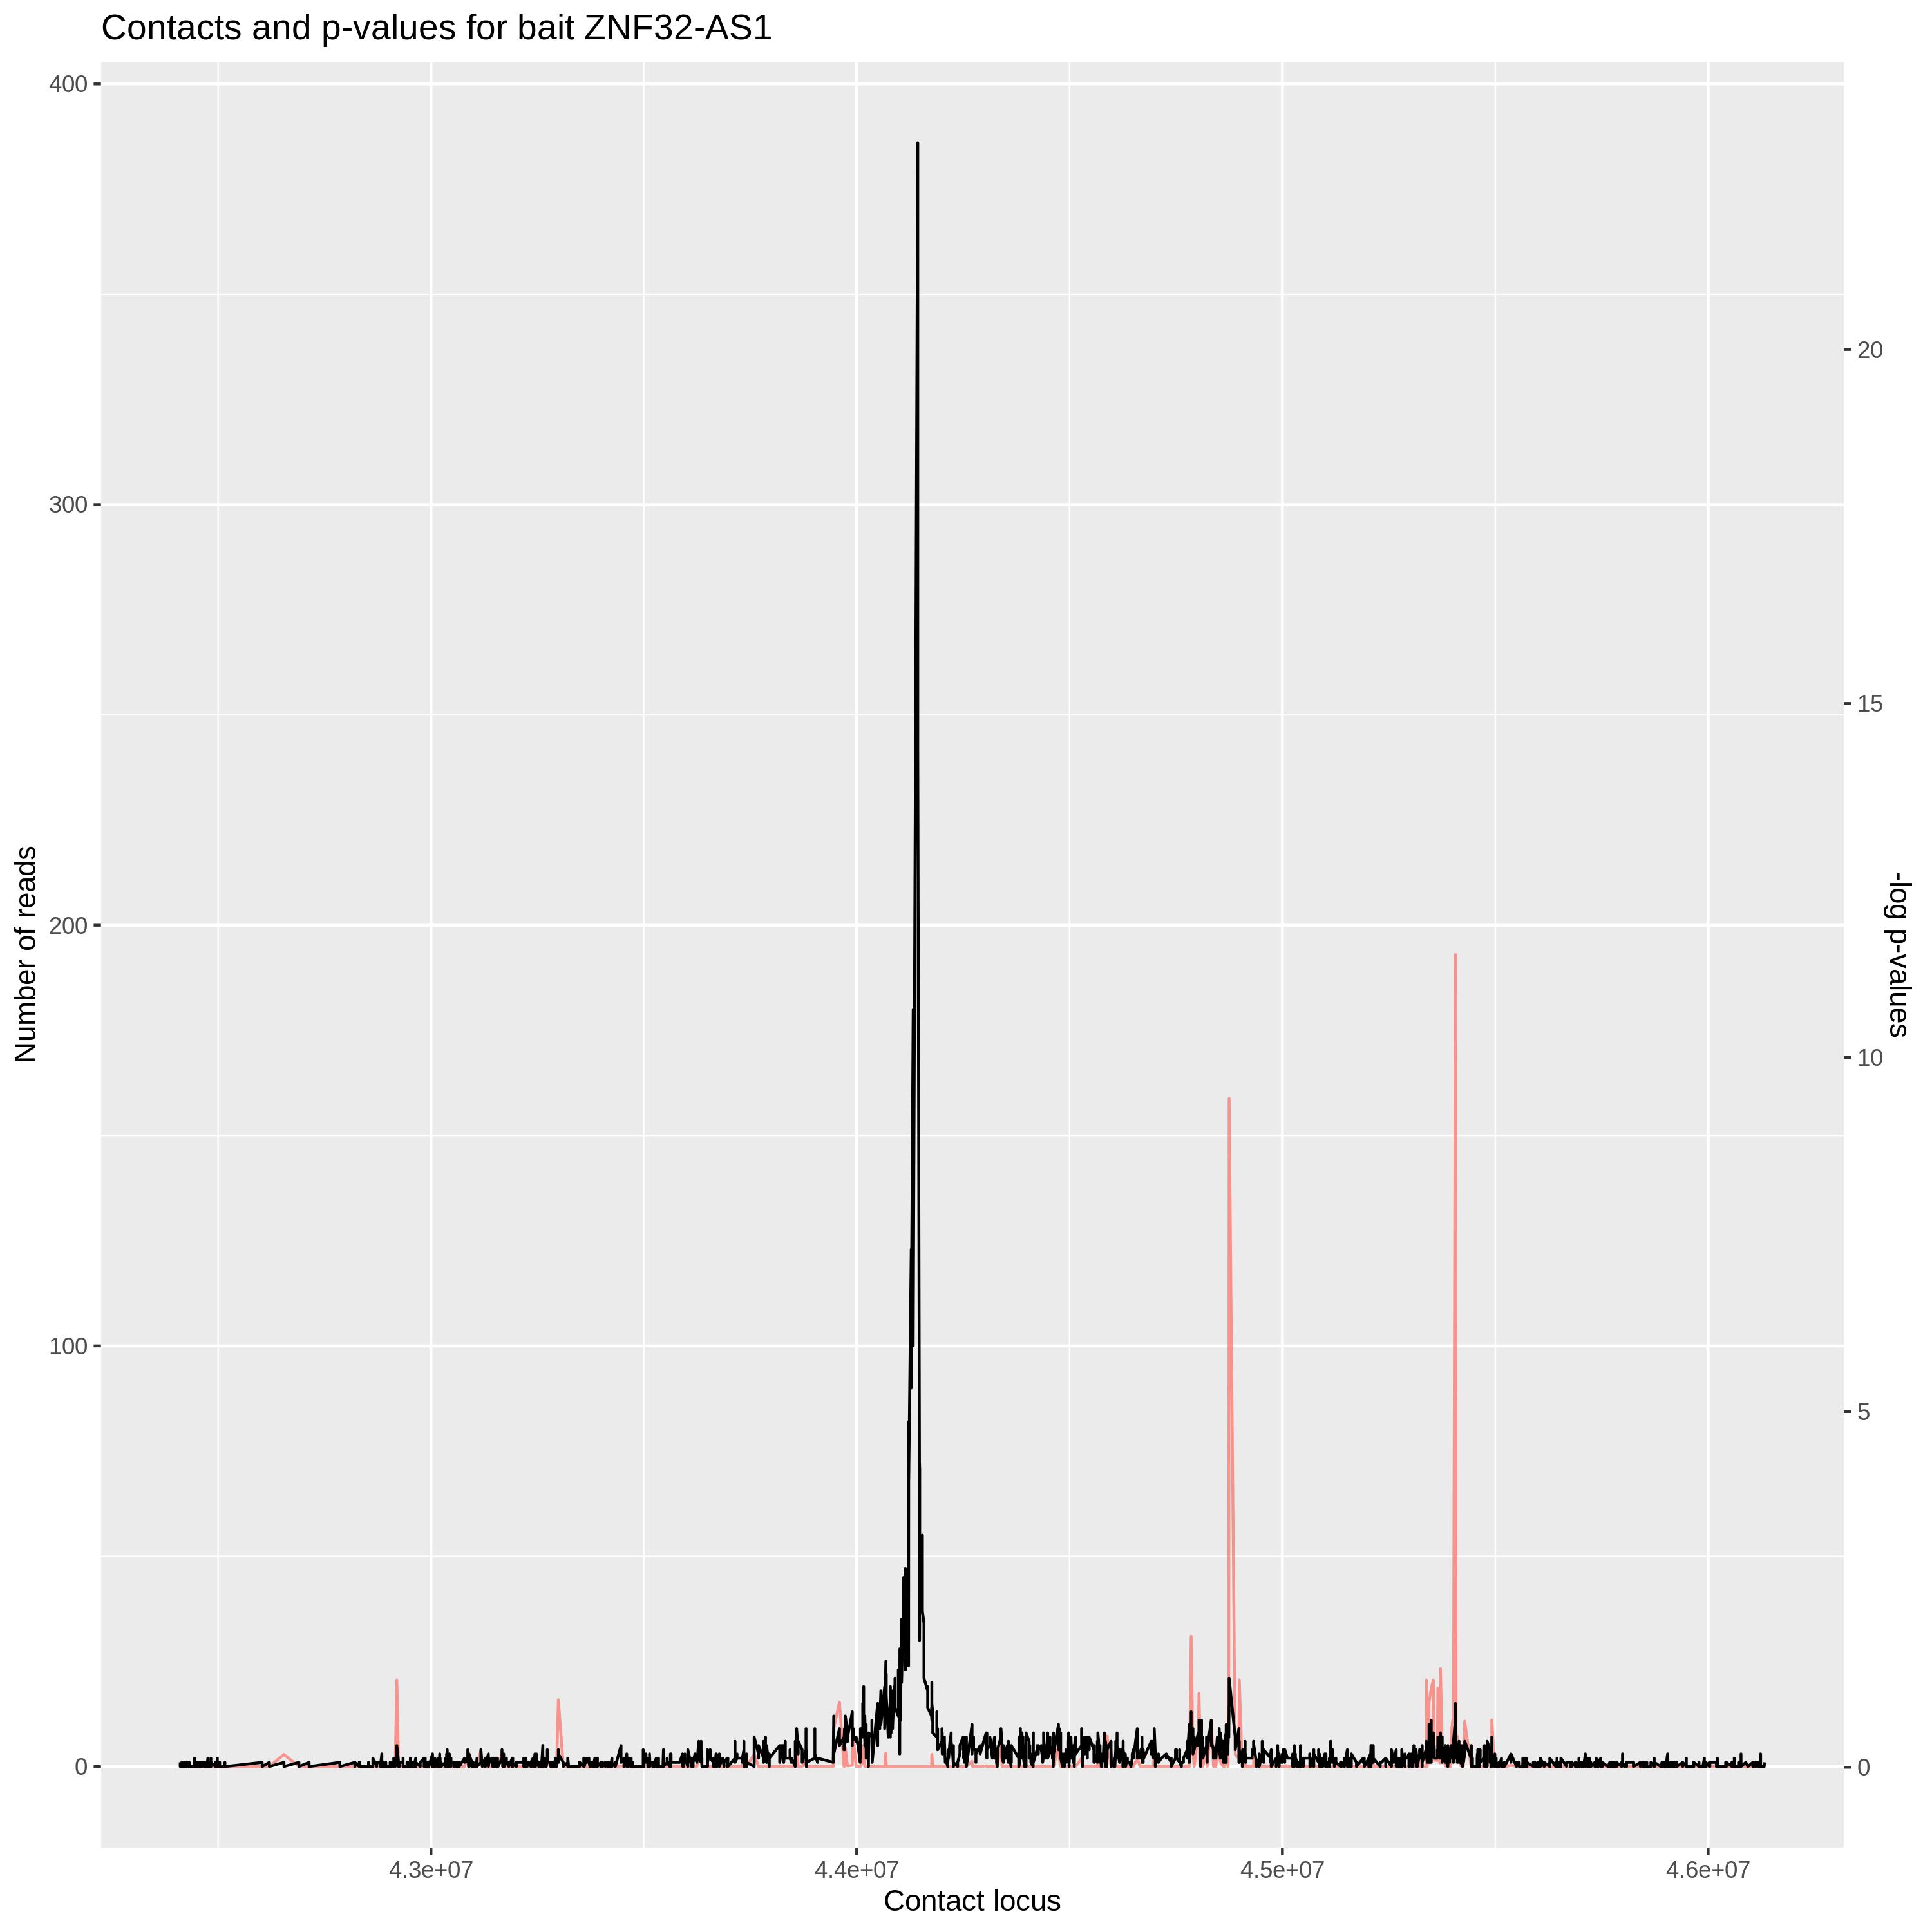 Contacts and p-values for bait ZNF32-AS1
400
300
200
100
0
Number of reads
20
15
10
5
0
-log p-values
4.3e+07
4.4e+07
4.5e+07
4.6e+07
Contact locus